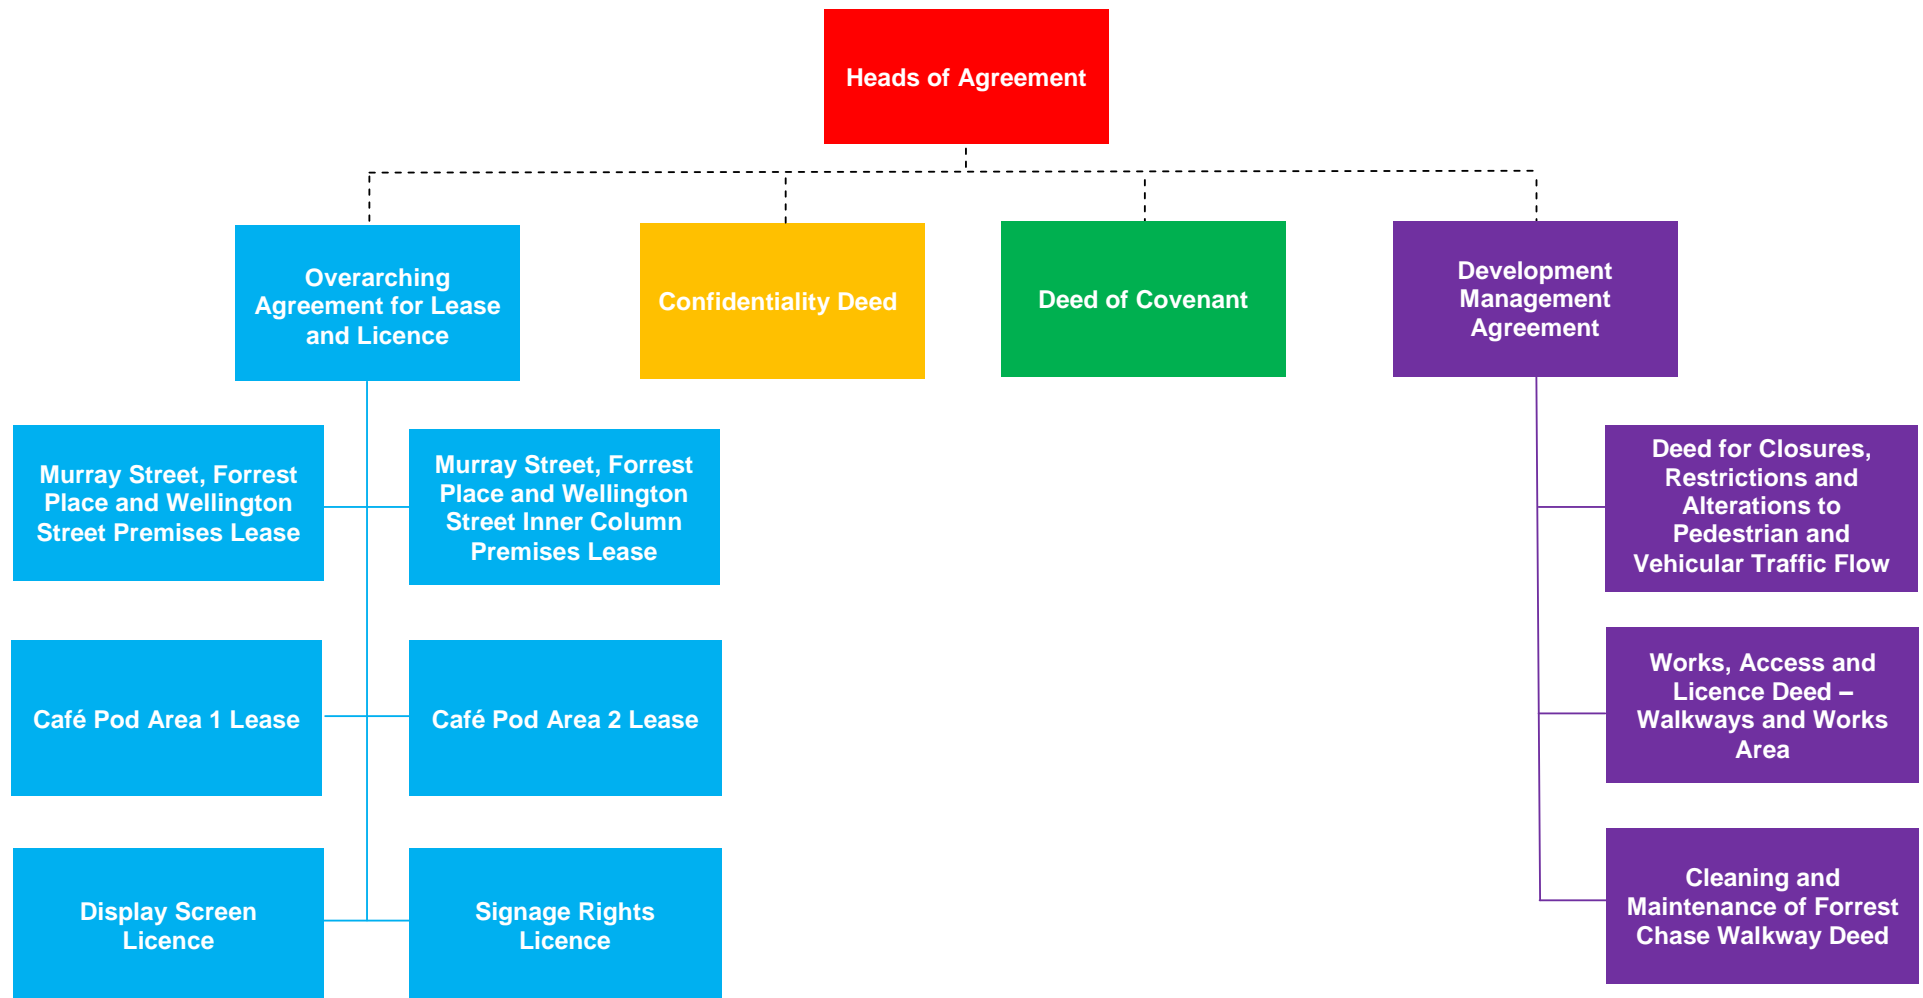 Heads of Agreement
Overarching
Agreement for Lease
and Licence
Confidentiality Deed
Deed of Covenant
Development
Management
Agreement
Murray Street, Forrest
Place and Wellington
Street Premises Lease
Murray Street, Forrest
Place and Wellington
Street Inner Column
Premises Lease
Deed for Closures,
Restrictions and
Alterations to
Pedestrian and
Vehicular Traffic Flow
Café Pod Area 1 Lease
Café Pod Area 2 Lease
Works, Access and
Licence Deed –
Walkways and Works
Area
Display Screen
Licence
Signage Rights
Licence
Cleaning and
Maintenance of Forrest
Chase Walkway Deed